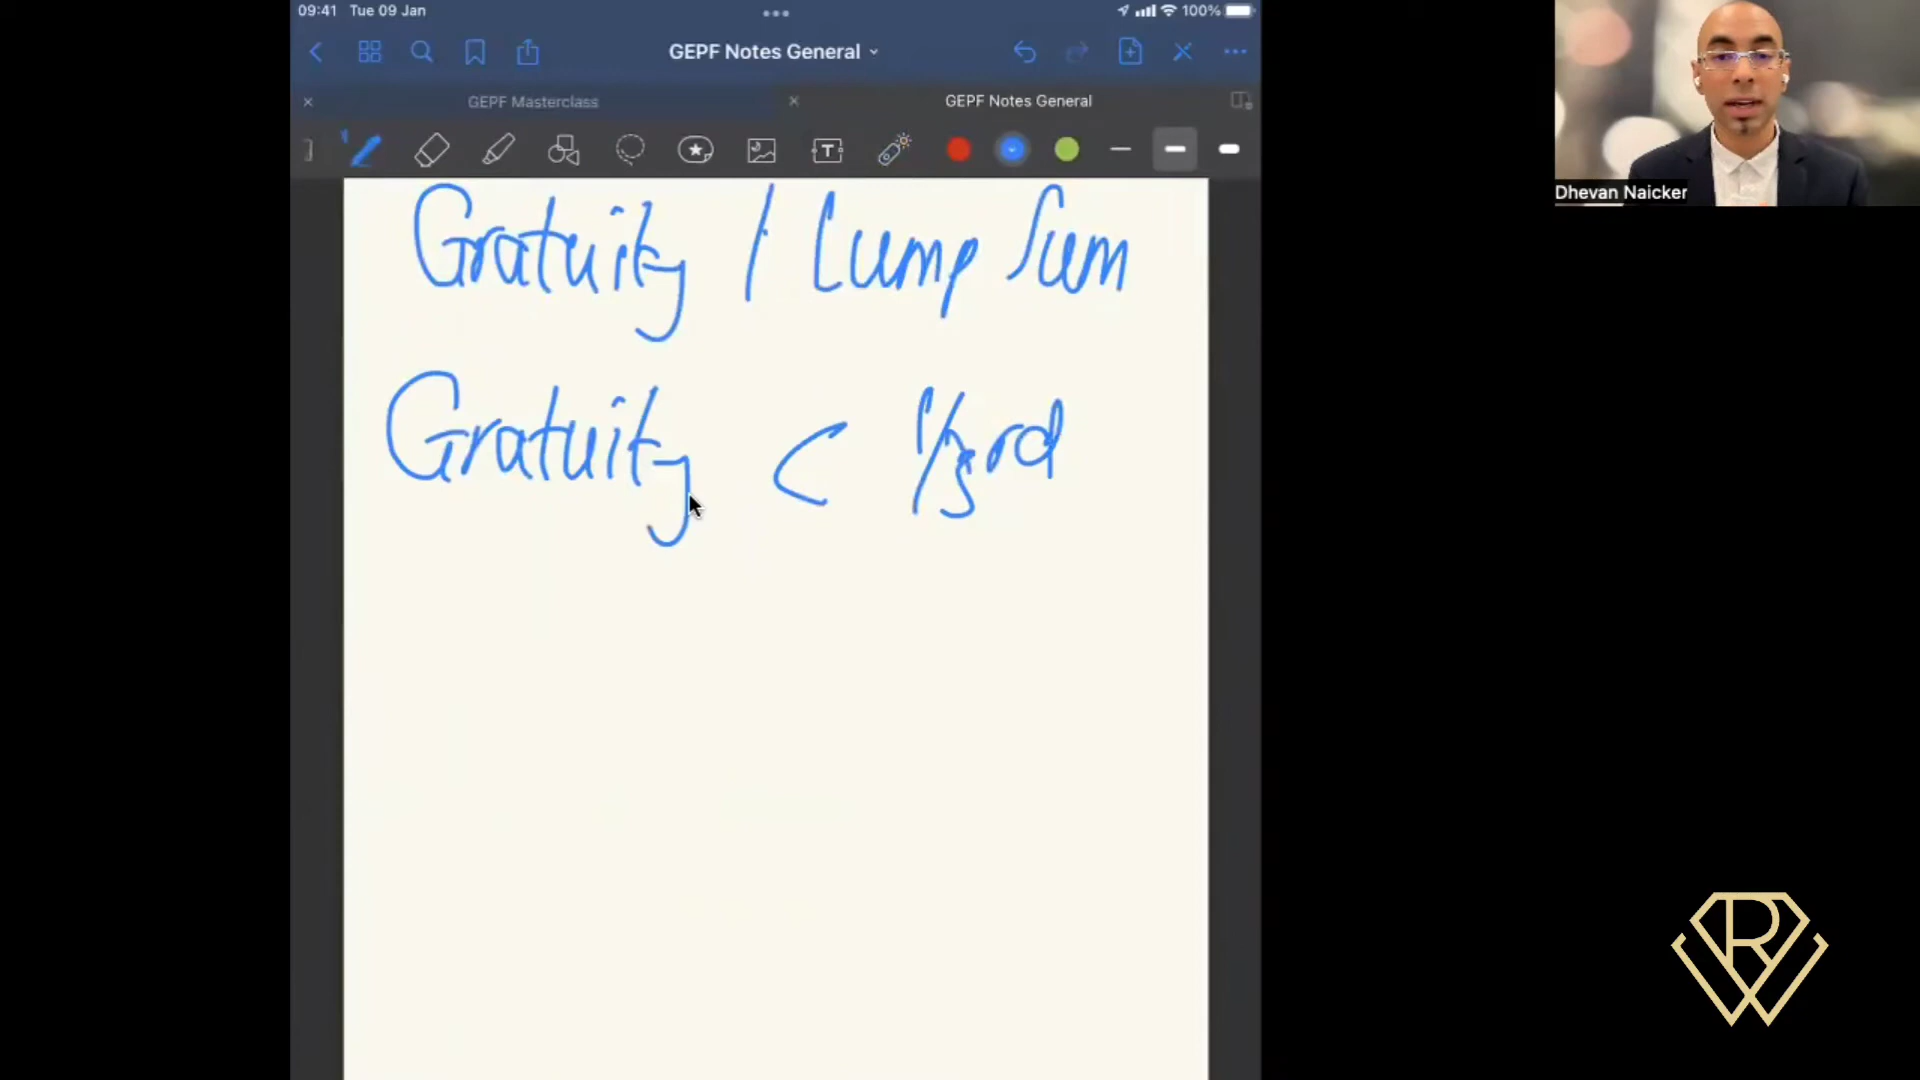 09:41 Tue 09 Jan
100%
GEPF Notes General
GEPF Masterclass
GEPF Notes General
Dhevan Naicker
Gratuity / Lump Sum
Gratuity < 1/3rd